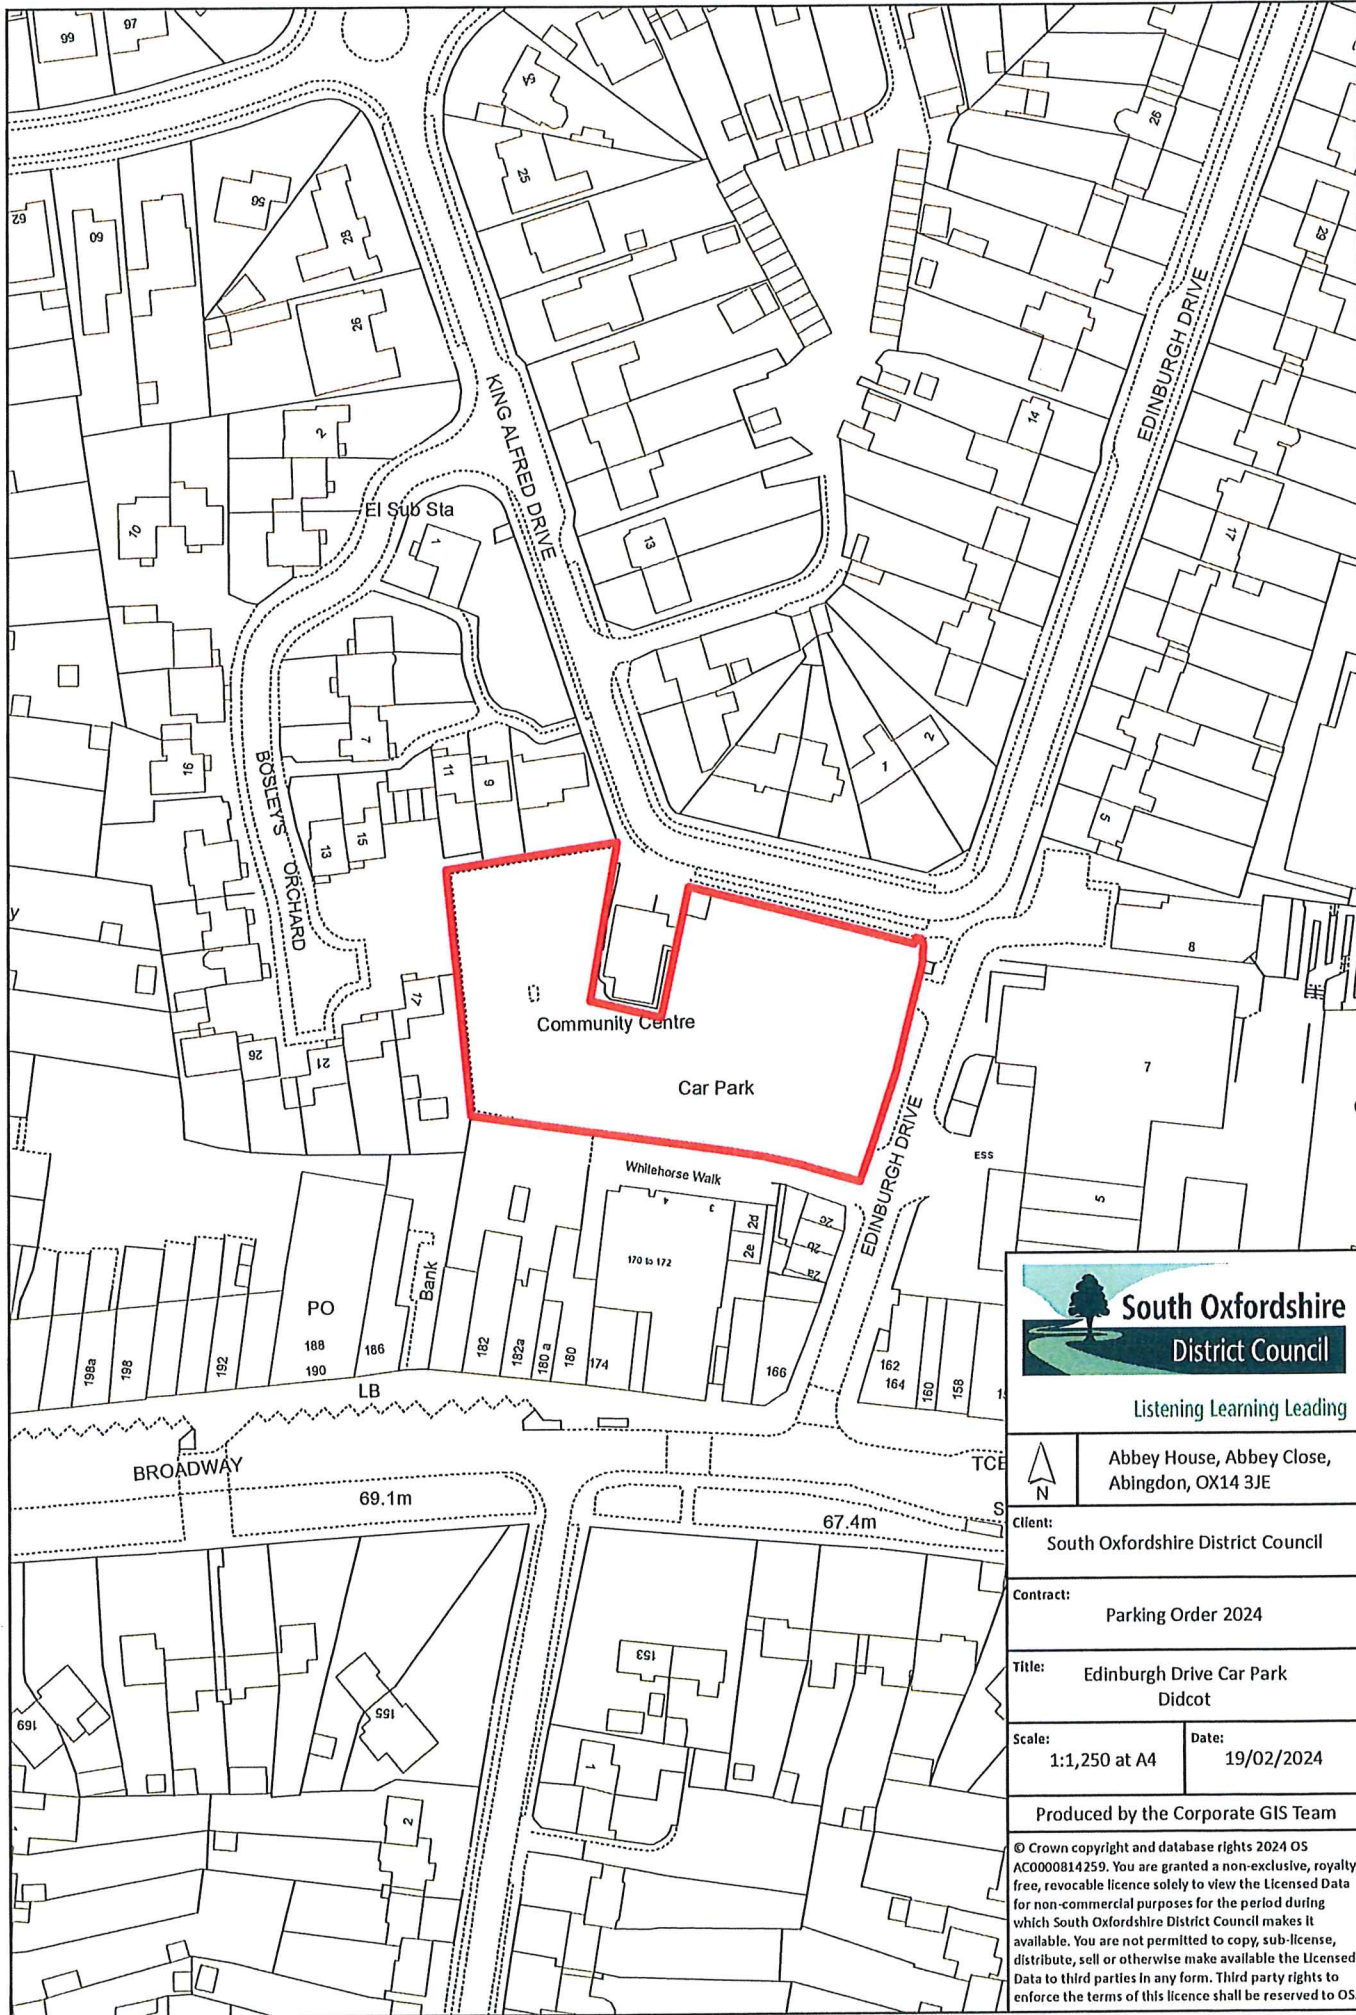 99
97
5A
25
26
29
62
60
56
28
26
KING ALFRED DRIVE
EDINBURGH DRIVE
2
14
10
El Sub Sta
1
13
17
7
16
11
9
BOSLEY'S ORCHARD
13
15
1
2
5
8
17
Community Centre
7
26
21
Car Park
EDINBURGH DRIVE
ESS
5
Whitehorse Walk
4
3
2d
2e
2c
2b
2a
170 to 172
Bank
PO
188
190
186
182
182a
180 a
180
174
166
162
164
160
158
198a
198
192
LB
BROADWAY
TCB
69.1m
67.4m
169
155
153
1
2
South Oxfordshire
District Council
Listening Learning Leading
N
Abbey House, Abbey Close,
Abingdon, OX14 3JE
Client:
South Oxfordshire District Council
Contract:
Parking Order 2024
Title:
Edinburgh Drive Car Park
Didcot
Scale:
1:1,250 at A4
Date:
19/02/2024
Produced by the Corporate GIS Team
© Crown copyright and database rights 2024 OS
AC0000814259. You are granted a non-exclusive, royalty
free, revocable licence solely to view the Licensed Data
for non-commercial purposes for the period during
which South Oxfordshire District Council makes it
available. You are not permitted to copy, sub-license,
distribute, sell or otherwise make available the Licensed
Data to third parties in any form. Third party rights to
enforce the terms of this licence shall be reserved to OS.